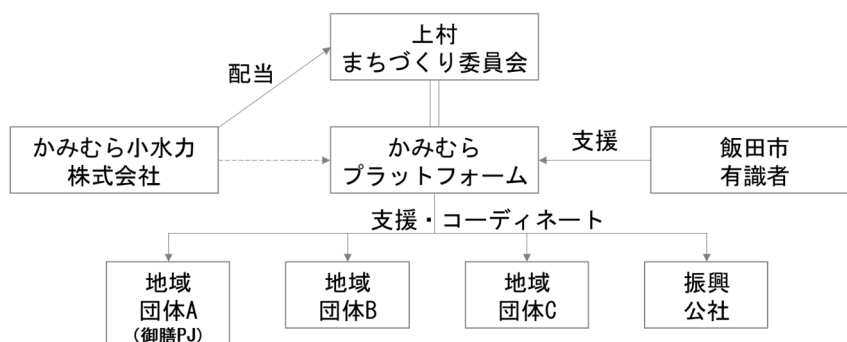 上村
まちづくり委員会
配当
かみむら小水力
株式会社
かみむら
プラットフォーム
支援
飯田市
有識者
支援・コーディネート
地域
団体A
(御膳PJ)
地域
団体B
地域
団体C
振興
公社